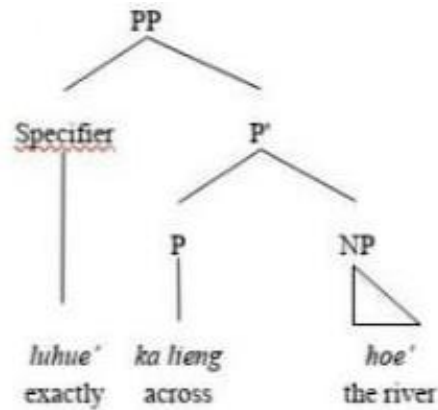 PP
Specifier P'
P NP
luhue´ ka lieng hoe´
exactly across the river